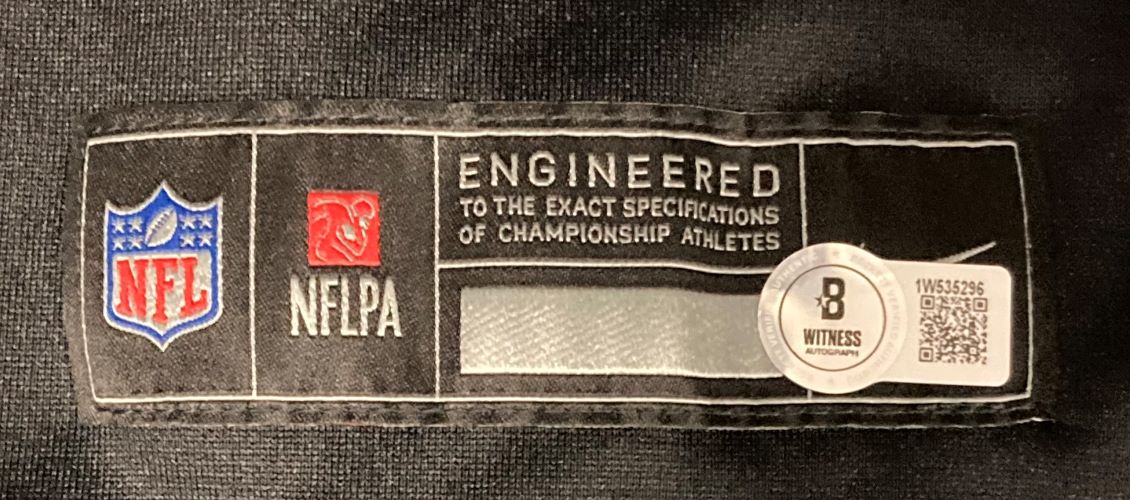 NFL
NFLPA
ENGINEERED
TO THE EXACT SPECIFICATIONS
OF CHAMPIONSHIP ATHLETES
B
WITNESS
AUTOGRAPH
1W535296